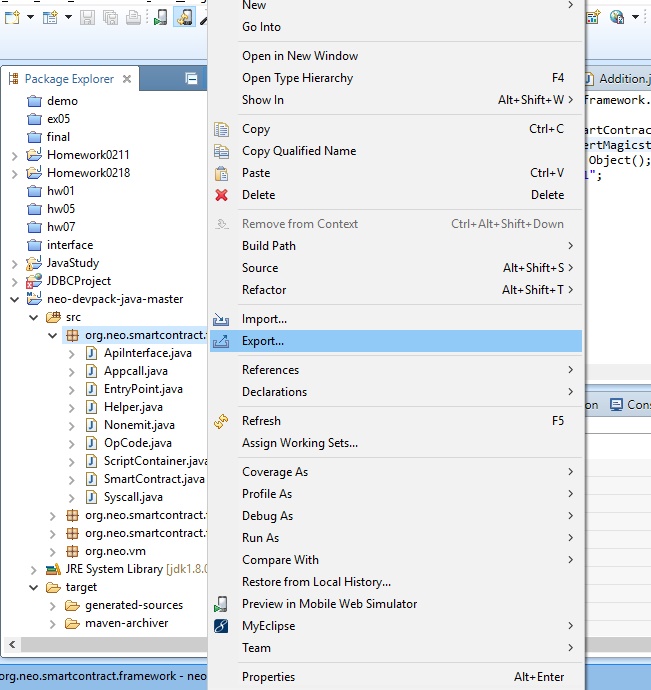 New
Go Into
Open in New Window
Open Type Hierarchy F4
Show In Alt+Shift+W
Copy Ctrl+C
Copy Qualified Name
Paste Ctrl+V
Delete Delete
Remove from Context Ctrl+Alt+Shift+Down
Build Path
Source Alt+Shift+S
Refactor Alt+Shift+T
Import...
Export...
References
Declarations
Refresh F5
Assign Working Sets...
Coverage As
Profile As
Debug As
Run As
Compare With
Restore from Local History...
Preview in Mobile Web Simulator
MyEclipse
Team
Properties Alt+Enter
Package Explorer
demo
ex05
final
Homework0211
Homework0218
hw01
hw05
hw07
interface
JavaStudy
JDBCProject
neo-devpack-java-master
src
org.neo.smartcontract.
ApiInterface.java
Appcall.java
EntryPoint.java
Helper.java
Nonemit.java
OpCode.java
ScriptContainer.java
SmartContract.java
Syscall.java
org.neo.smartcontract.
org.neo.smartcontract.
org.neo.vm
JRE System Library [jdk1.8.0
target
generated-sources
maven-archiver
org.neo.smartcontract.framework - neo
Addition.j
framework.
artContrac
ertMagicst
Object();
";
on Cons